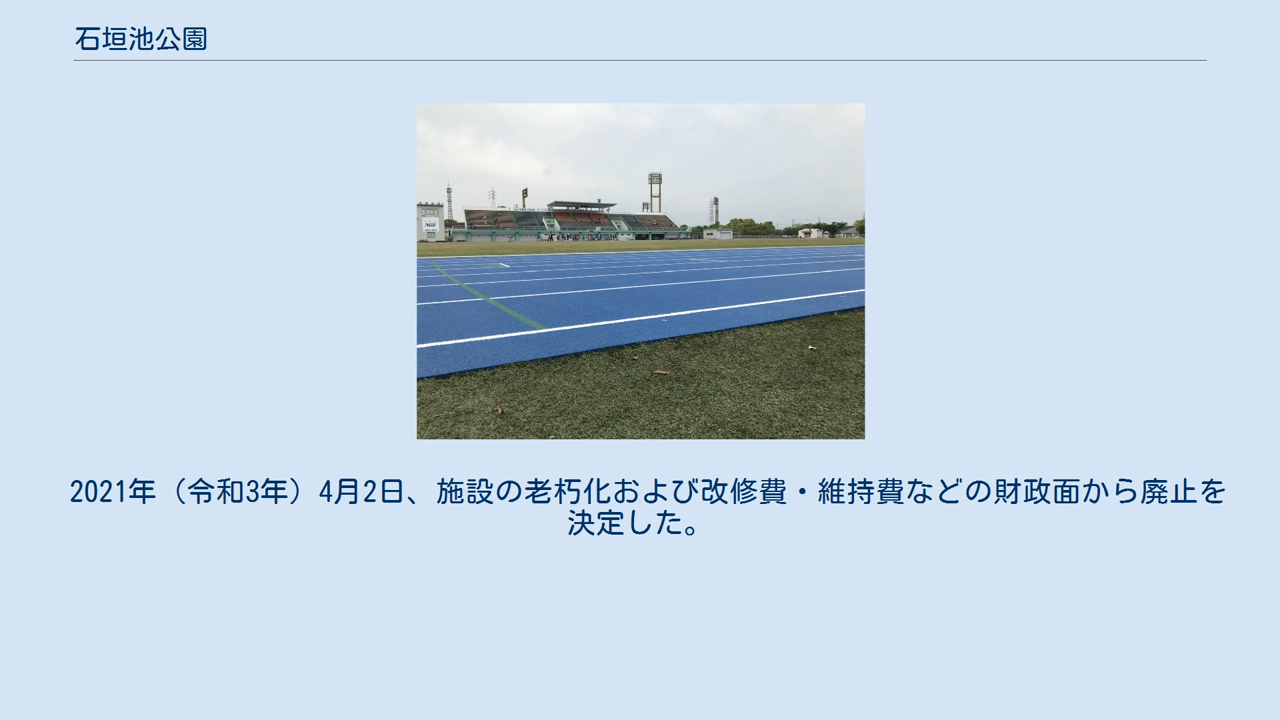 石垣池公園
2021年（令和3年）4月2日、施設の老朽化および改修費・維持費などの財政面から廃止を
決定した。